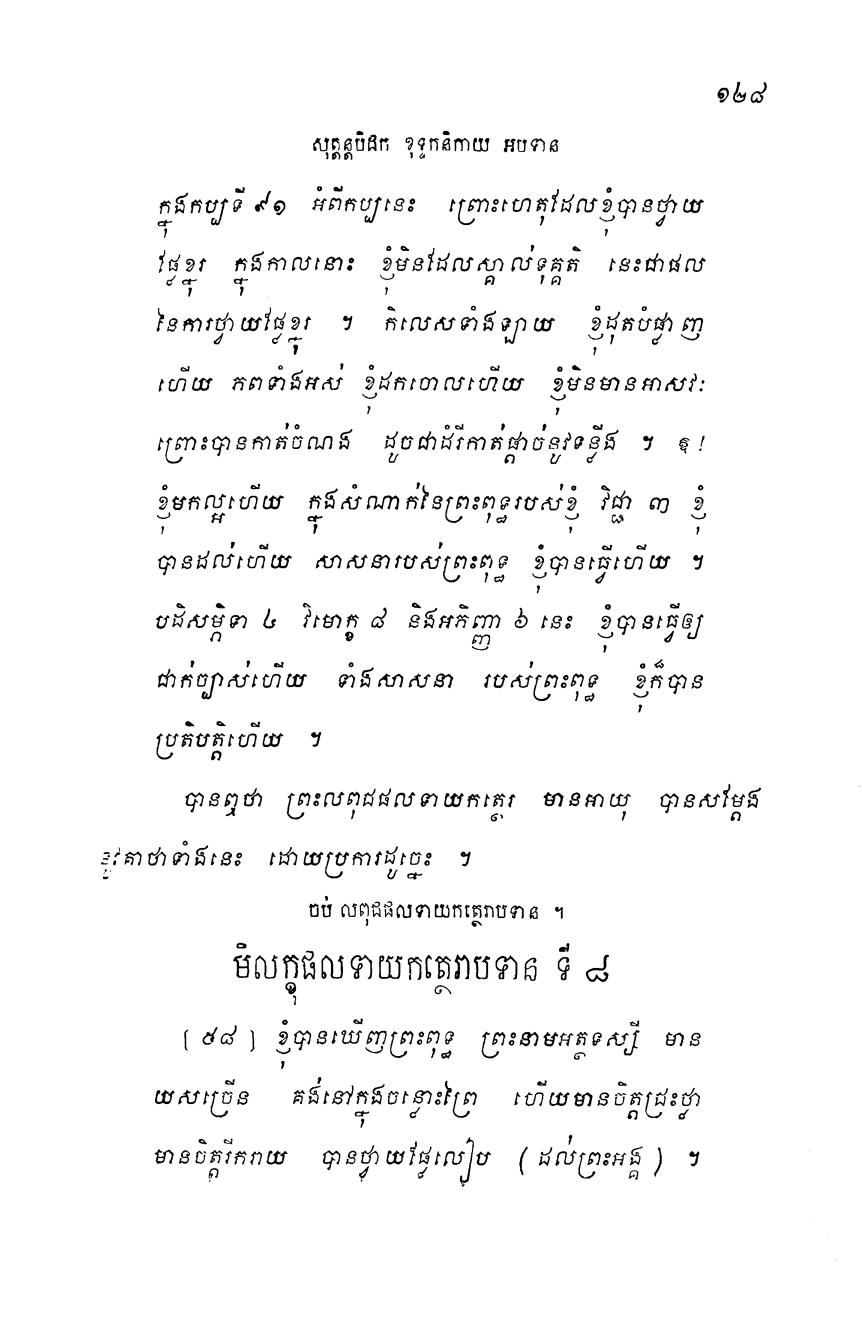 ១២៨
សុត្តន្តបិដក ខុទ្ទកនិកាយ អបទាន
ក្នុងកប្បទី ៩១ អំពីកប្បនេះ ព្រោះហេតុដែលខ្ញុំបានថ្វាយ
ផ្លែខ្នុរ ក្នុងកាលនោះ ខ្ញុំមិនដែលស្គាល់ទុគ្គតិ នេះជាផល
នៃការថ្វាយផ្លែខ្នុរ ។ កិលេសទាំងឡាយ ខ្ញុំដុតបំផ្លាញ
ហើយ ភពទាំងអស់ ខ្ញុំដកចោលហើយ ខ្ញុំមិនមានអាសវៈ
ព្រោះបានកាត់ចំណង ដូចជាដំរីកាត់ផ្តាច់នូវទន្លីង ។ ឱ !
ខ្ញុំមកល្អហើយ ក្នុងសំណាក់នៃព្រះពុទ្ធរបស់ខ្ញុំ វិជ្ជា ៣ ខ្ញុំ
បានដល់ហើយ សាសនារបស់ព្រះពុទ្ធ ខ្ញុំបានធ្វើហើយ ។
បដិសម្ភិទា ៤ វិមោក្ខ ៨ និងអភិញ្ញា ៦ នេះ ខ្ញុំបានធ្វើឲ្យ
ជាក់ច្បាស់ហើយ ទាំងសាសនា របស់ព្រះពុទ្ធ ខ្ញុំក៏បាន
ប្រតិបត្តិហើយ ។
បានឮថា ព្រះលពុជផលទាយកត្ថេរ មានអាយុ បានសម្តែង
នូវគាថាទាំងនេះ ដោយប្រការដូច្នេះ ។
ចប់ លពុជផលទាយកត្ថេរាបទាន ។
មិលក្ខុផលទាយកត្ថេរាបទាន ទី ៨
[ ៥៨ ] ខ្ញុំបានឃើញព្រះពុទ្ធ ព្រះនាមអត្ថទស្សី មាន
យសច្រើន គង់នៅក្នុងចន្លោះព្រៃ ហើយមានចិត្តជ្រះថ្លា
មានចិត្តរីករាយ បានថ្វាយផ្លែលៀប ( ដល់ព្រះអង្គ ) ។